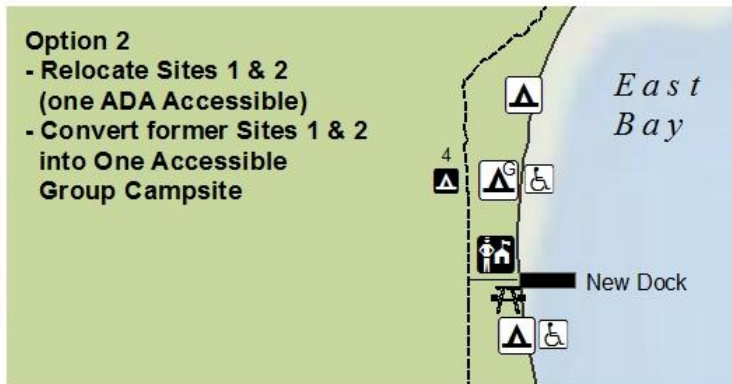 Option 2
- Relocate Sites 1 & 2
(one ADA Accessible)
- Convert former Sites 1 & 2
into One Accessible
Group Campsite
East
Bay
4
G
New Dock